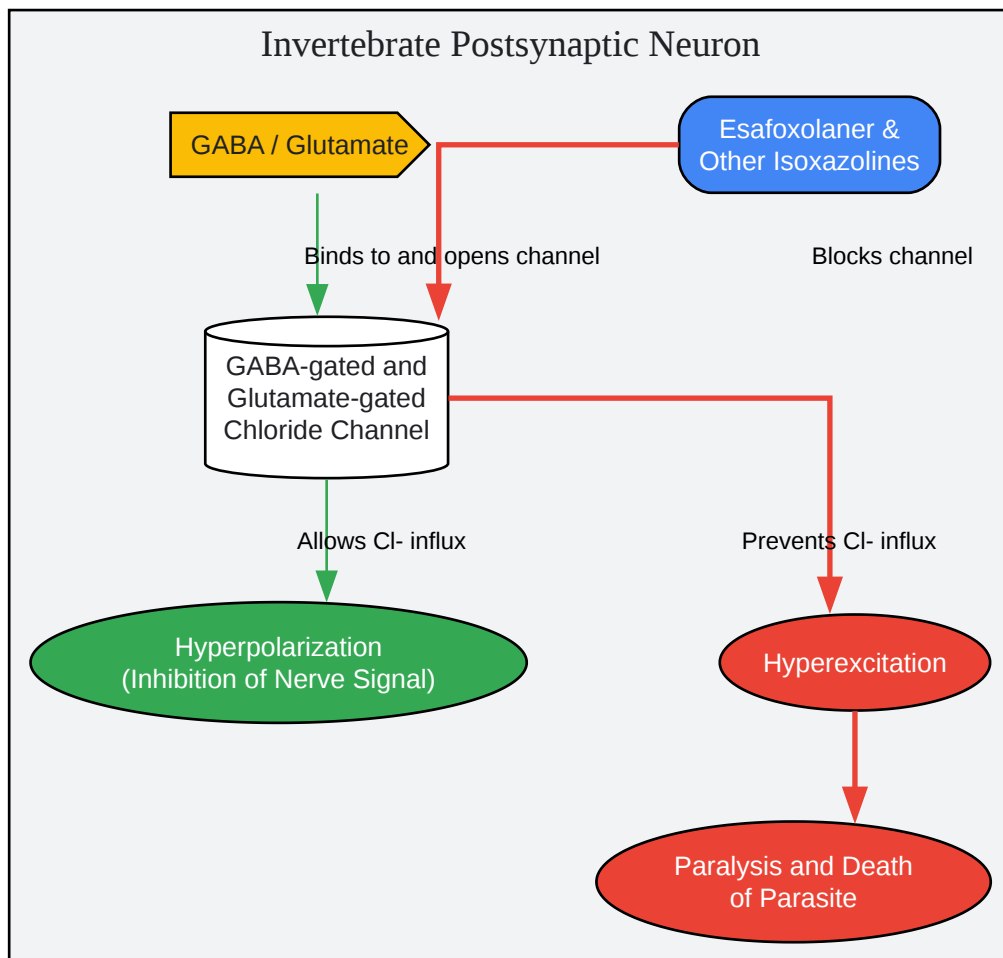 Invertebrate Postsynaptic Neuron
GABA / Glutamate
Esafoxolaner &
Other Isoxazolines
Binds to and opens channel
Blocks channel
GABA-gated and
Glutamate-gated
Chloride Channel
Allows Cl- influx
Prevents Cl- influx
Hyperpolarization
(Inhibition of Nerve Signal)
Hyperexcitation
Paralysis and Death
of Parasite